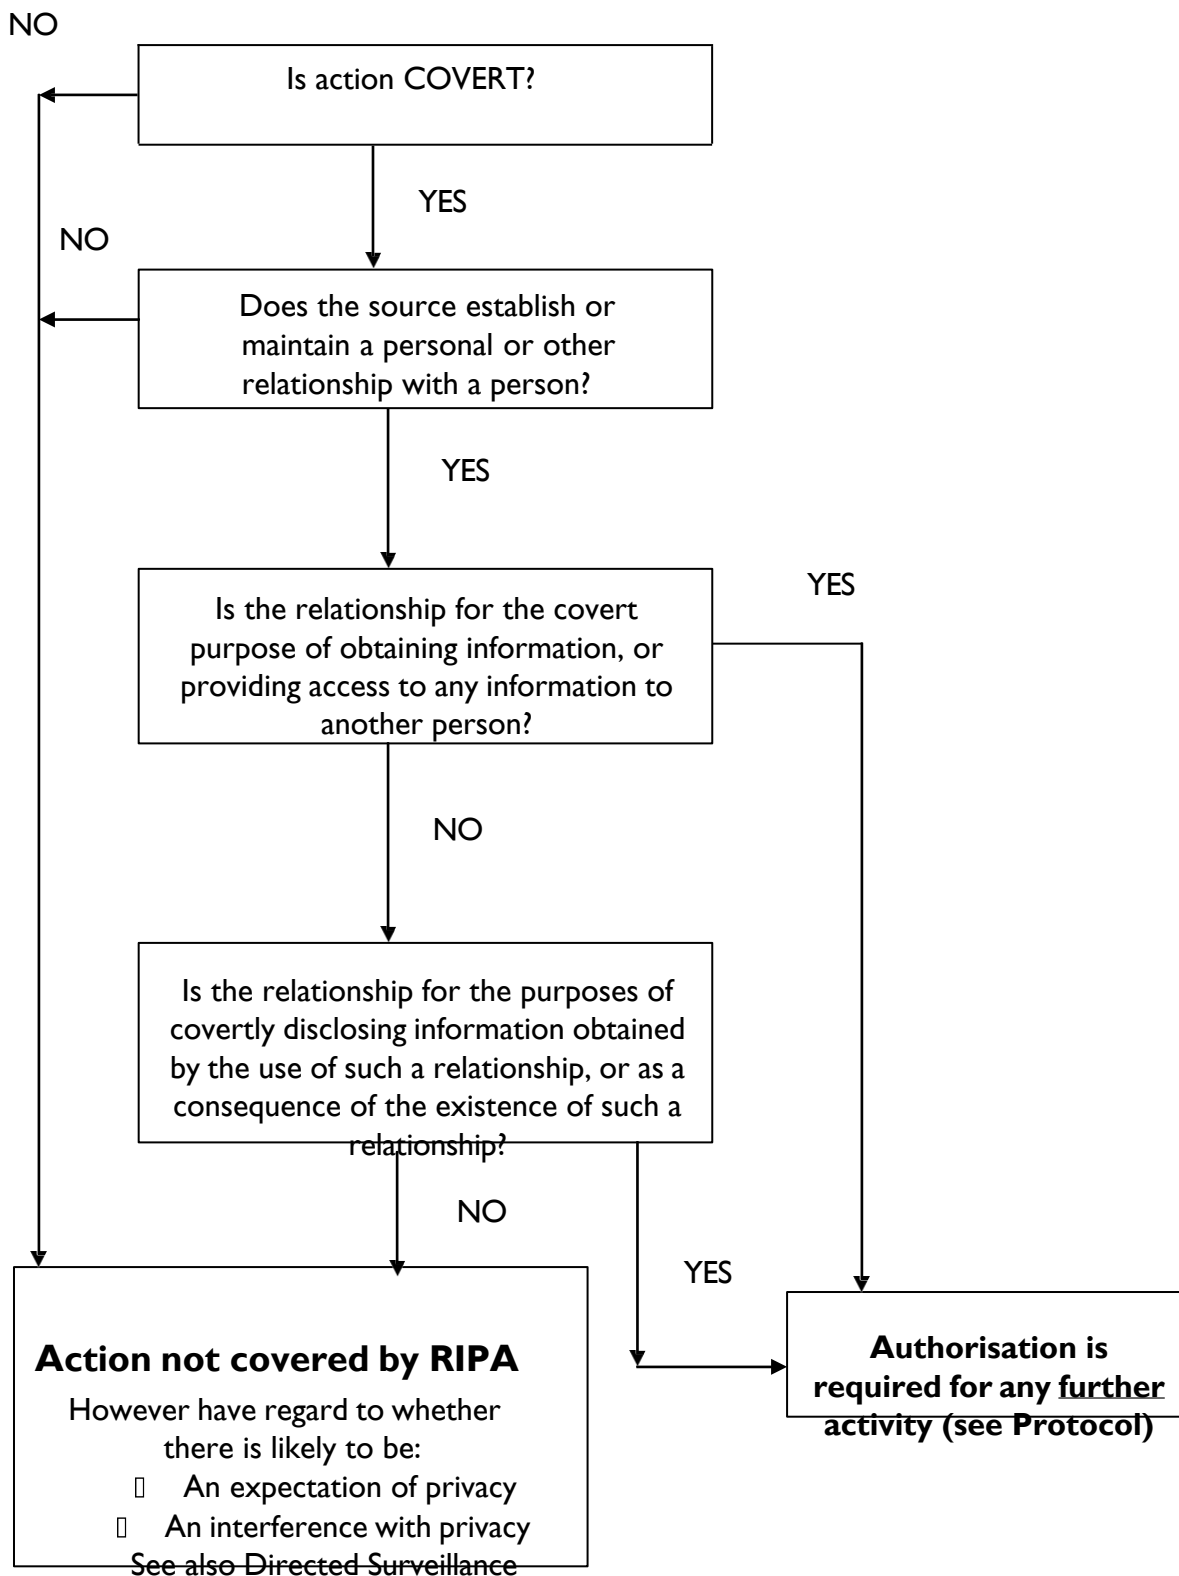 NO
Is action COVERT?
YES
NO
Does the source establish or
maintain a personal or other
relationship with a person?
YES
YES
Is the relationship for the covert
purpose of obtaining information, or
providing access to any information to
another person?
NO
Is the relationship for the purposes of
covertly disclosing information obtained
by the use of such a relationship, or as a
consequence of the existence of such a
relationship?
NO
YES
Action not covered by RIPA
However have regard to whether
there is likely to be:
▯ An expectation of privacy
▯ An interference with privacy
See also Directed Surveillance
Authorisation is
required for any further
activity (see Protocol)